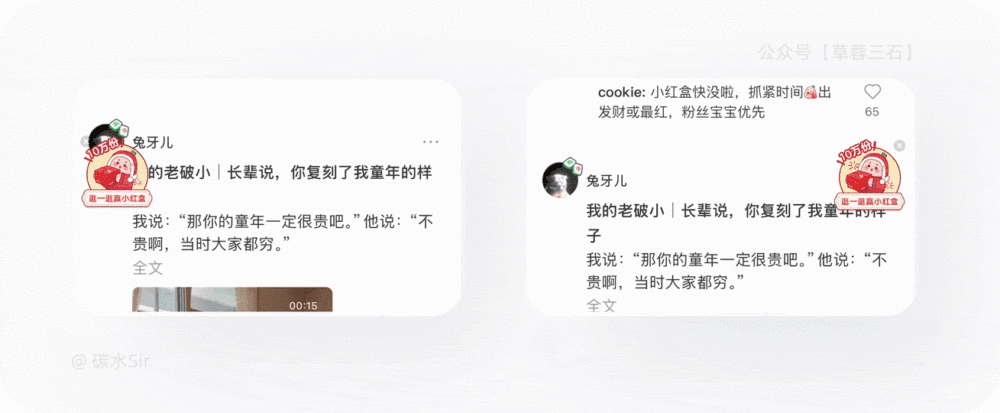 公众号【草蓉三石】
兔牙儿
10万份!
逛一逛赢小红盒
的老破小｜长辈说，你复刻了我童年的样
我说：“那你的童年一定很贵吧。”他说：“不
贵啊，当时大家都穷。”
全文
00:15
cookie: 小红盒快没啦，抓紧时间出
发财或最红，粉丝宝宝优先
65
兔牙儿
10万份!
逛一逛赢小红盒
我的老破小｜长辈说，你复刻了我童年的样
子
我说：“那你的童年一定很贵吧。”他说：“不
贵啊，当时大家都穷。”
全文
@ 碳水Sir